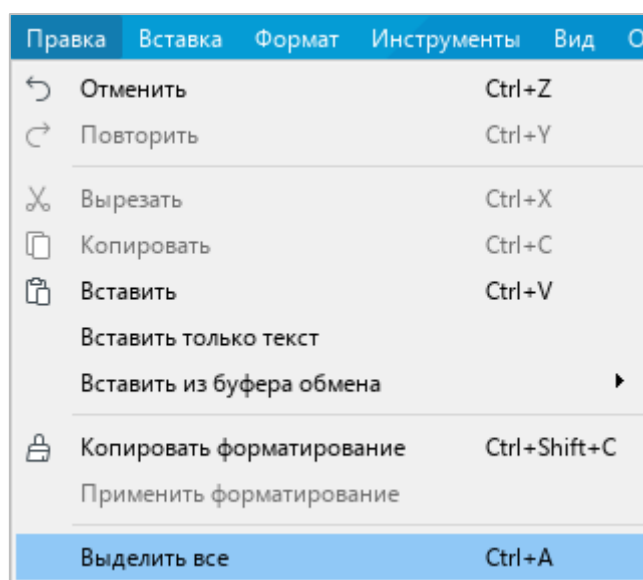 Правка Вставка Формат Инструменты Вид О
Отменить Ctrl+Z
Повторить Ctrl+Y
Вырезать Ctrl+X
Копировать Ctrl+C
Вставить Ctrl+V
Вставить только текст
Вставить из буфера обмена
Копировать форматирование Ctrl+Shift+C
Применить форматирование
Выделить все Ctrl+A